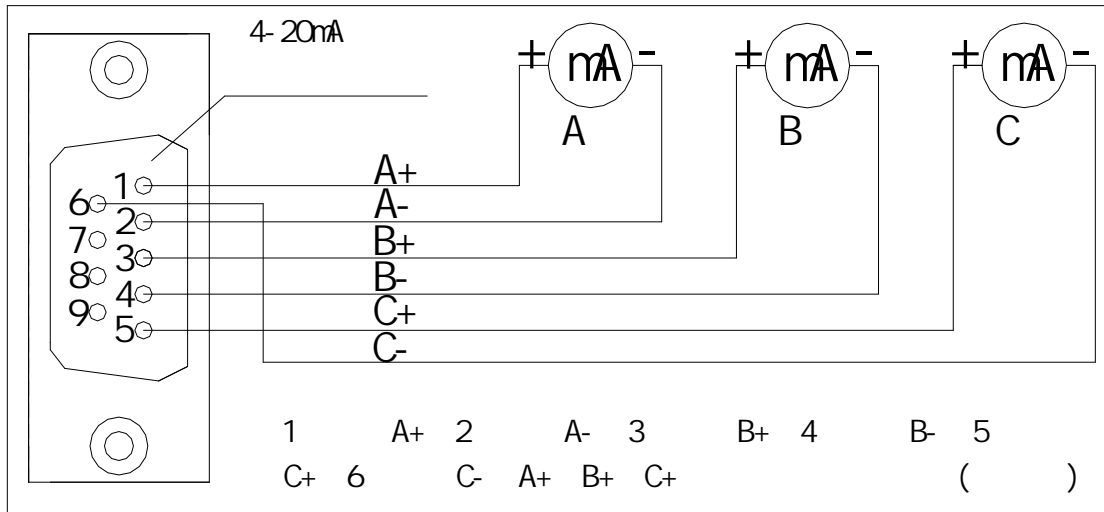 4-20mA
+ mA -
A
+ mA -
B
+ mA -
C
1
2
3
4
5
6
7
8
9
A+
A-
B+
B-
C+
C-
1 A+ 2 A- 3 B+ 4 B- 5
C+ 6 C- A+ B+ C+ ( )